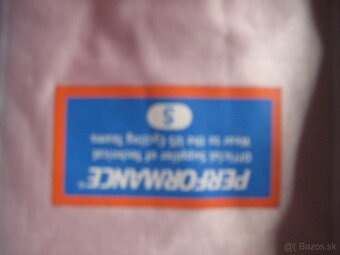 PERFORMANCE
Official Supplier of Technical
Wear to the US Cycling Teams
S
© Bazos.sk